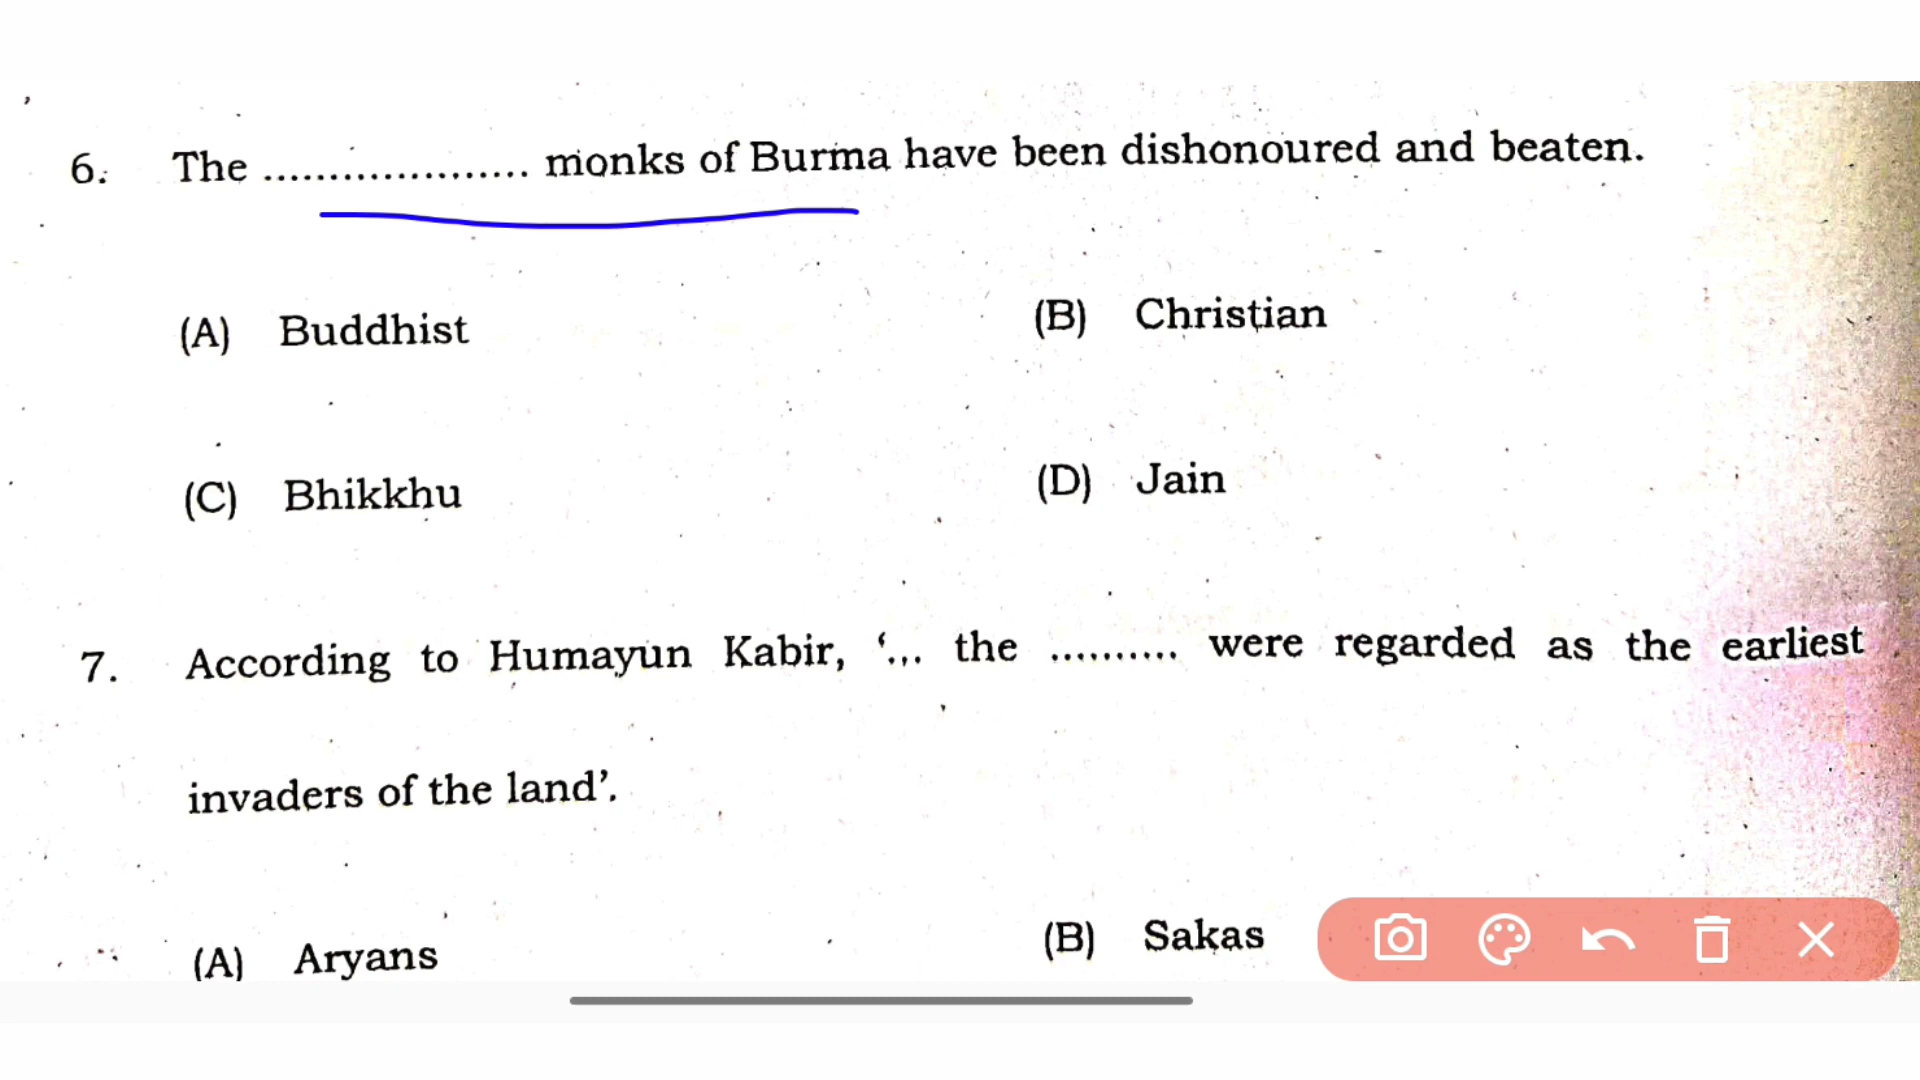 6. The ..................... monks of Burma have been dishonoured and beaten.
(A) Buddhist (B) Christian
(C) Bhikkhu (D) Jain
7. According to Humayun Kabir, ‘... the .......... were regarded as the earliest
invaders of the land’.
(A) Aryans (B) Sakas